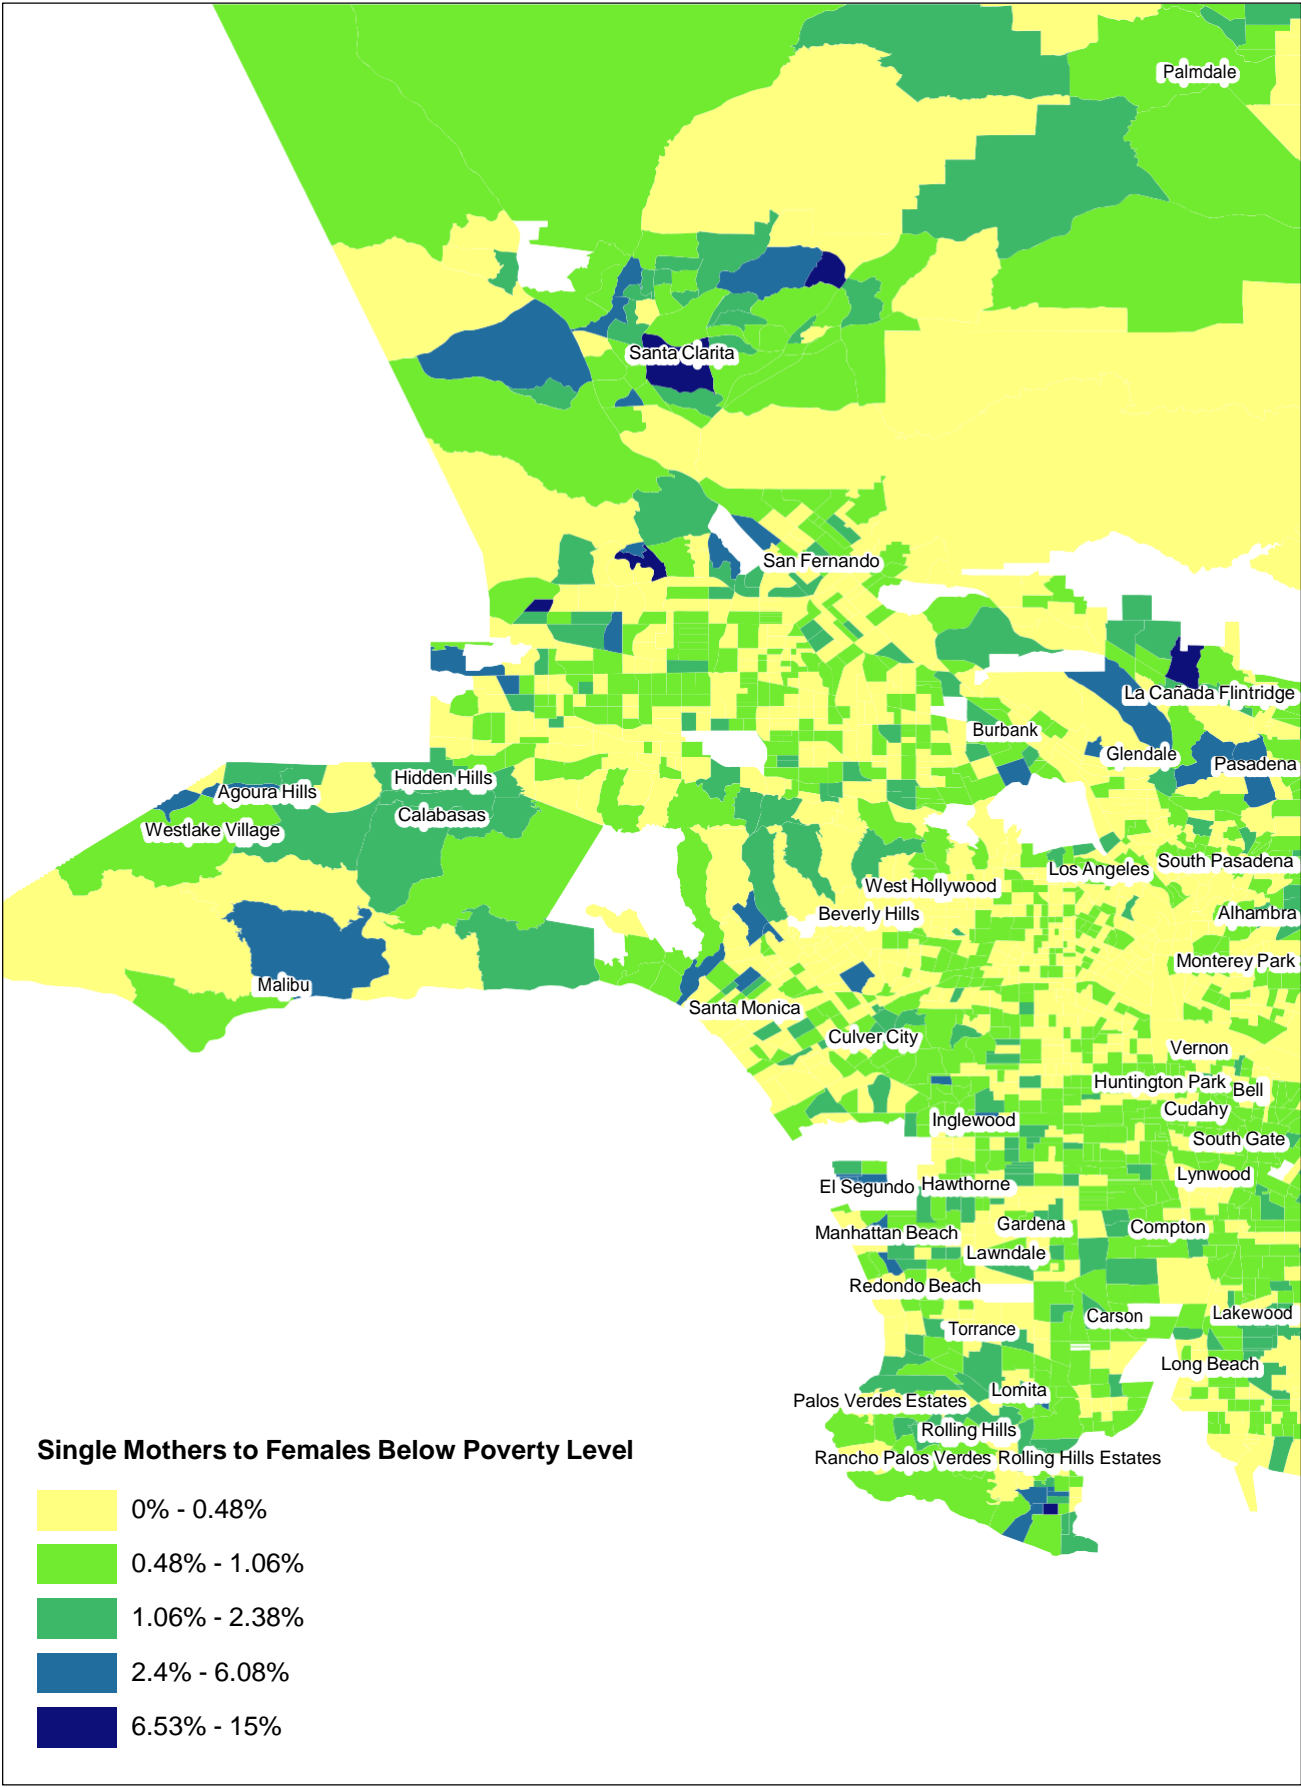 Palmdale
Santa Clarita
San Fernando
La Cañada Flintridge
Burbank
Glendale
Pasadena
Hidden Hills
Agoura Hills
Calabasas
Westlake Village
South Pasadena
Los Angeles
West Hollywood
Beverly Hills
Alhambra
Monterey Park
Malibu
Santa Monica
Culver City
Vernon
Huntington Park
Bell
Cudahy
Inglewood
South Gate
Lynwood
El Segundo
Hawthorne
Gardena
Compton
Manhattan Beach
Lawndale
Redondo Beach
Carson
Lakewood
Torrance
Long Beach
Lomita
Palos Verdes Estates
Rolling Hills
Rancho Palos Verdes
Rolling Hills Estates
Single Mothers to Females Below Poverty Level
0% - 0.48%
0.48% - 1.06%
1.06% - 2.38%
2.4% - 6.08%
6.53% - 15%